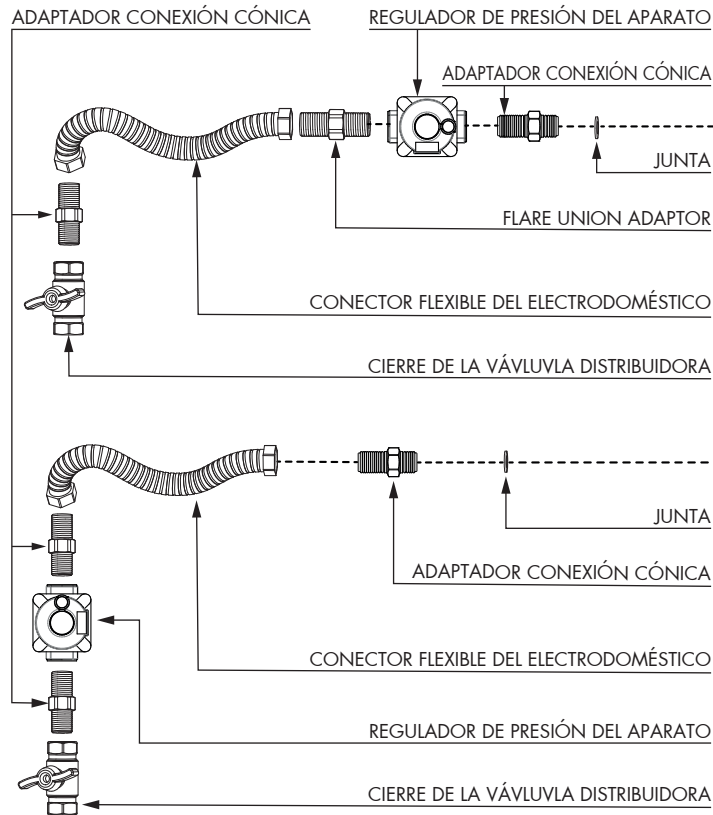 ADAPTADOR CONEXIÓN CÓNICA
REGULADOR DE PRESIÓN DEL APARATO
ADAPTADOR CONEXIÓN CÓNICA
JUNTA
FLARE UNION ADAPTOR
CONECTOR FLEXIBLE DEL ELECTRODOMÉSTICO
CIERRE DE LA VÁVLUVLA DISTRIBUIDORA
JUNTA
ADAPTADOR CONEXIÓN CÓNICA
CONECTOR FLEXIBLE DEL ELECTRODOMÉSTICO
REGULADOR DE PRESIÓN DEL APARATO
CIERRE DE LA VÁVLUVLA DISTRIBUIDORA